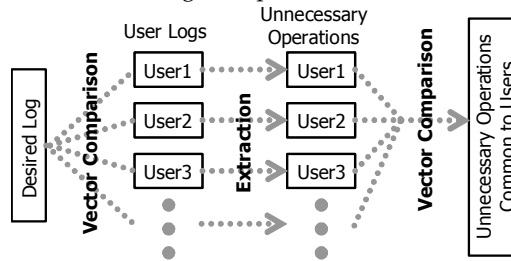 Desired Log
Vector Comparison
User Logs
User1
User2
User3
Extraction
Unnecessary
Operations
User1
User2
User3
Vector Comparison
Unnecessary Operations
Common to Users